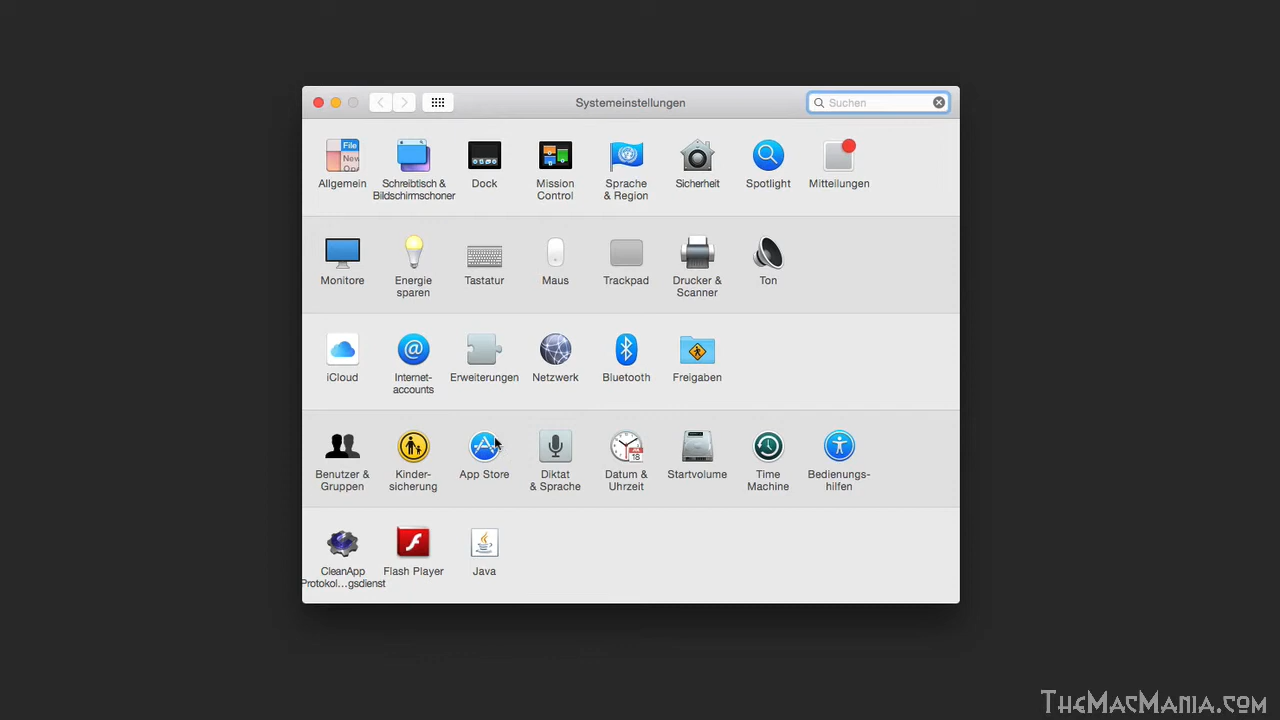 Systemeinstellungen
Suchen
File
New
Op
Allgemein
Schreibtisch &
Bildschirmschoner
Dock
Mission
Control
Sprache
& Region
Sicherheit
Spotlight
Mitteilungen
Monitore
Energie
sparen
Tastatur
Maus
Trackpad
Drucker &
Scanner
Ton
iCloud
Internet-
accounts
Erweiterungen
Netzwerk
Bluetooth
Freigaben
Benutzer &
Gruppen
Kinder-
sicherung
App Store
Diktat
& Sprache
18
Datum &
Uhrzeit
Startvolume
Time
Machine
Bedienungs-
hilfen
CleanApp
Protokol...gsdienst
Flash Player
Java
TheMacMania.com